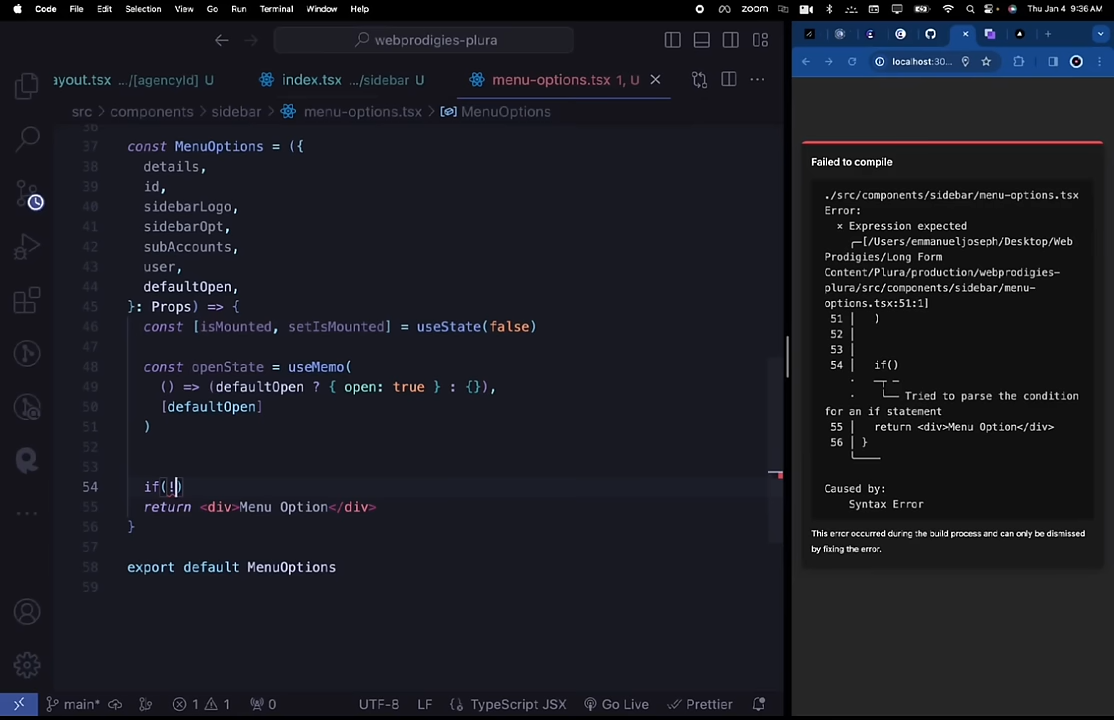 Code File Edit Selection View Go Run Terminal Window Help zoom Thu Jan 4 9:36 AM
webprodigies-plura
ayout.tsx .../[agencyId] U index.tsx .../sidebar U menu-options.tsx 1, U
src > components > sidebar > menu-options.tsx > MenuOptions
36
37 const MenuOptions = ({
38 details,
39 id,
40 sidebarLogo,
41 sidebarOpt,
42 subAccounts,
43 user,
44 defaultOpen,
45 }: Props) => {
46 const [isMounted, setIsMounted] = useState(false)
47
48 const openState = useMemo(
49 () => (defaultOpen ? { open: true } : {}),
50 [defaultOpen]
51 )
52
53
54 if(!)
55 return <div>Menu Option</div>
56 }
57
58 export default MenuOptions
59
main* 1 1 0 UTF-8 LF TypeScript JSX Go Live Prettier
localhost:30...
Failed to compile
./src/components/sidebar/menu-options.tsx
Error:
× Expression expected
╭─[/Users/emmanueljoseph/Desktop/Web
Prodigies/Long Form
Content/Plura/production/webprodigies-
plura/src/components/sidebar/menu-
options.tsx:51:1]
51 │ )
52 │
53 │
54 │ if()
· ─┬ ─
· ╰── Tried to parse the condition
for an if statement
55 │ return <div>Menu Option</div>
56 │ }
╰────
Caused by:
Syntax Error
This error occurred during the build process and can only be dismissed
by fixing the error.